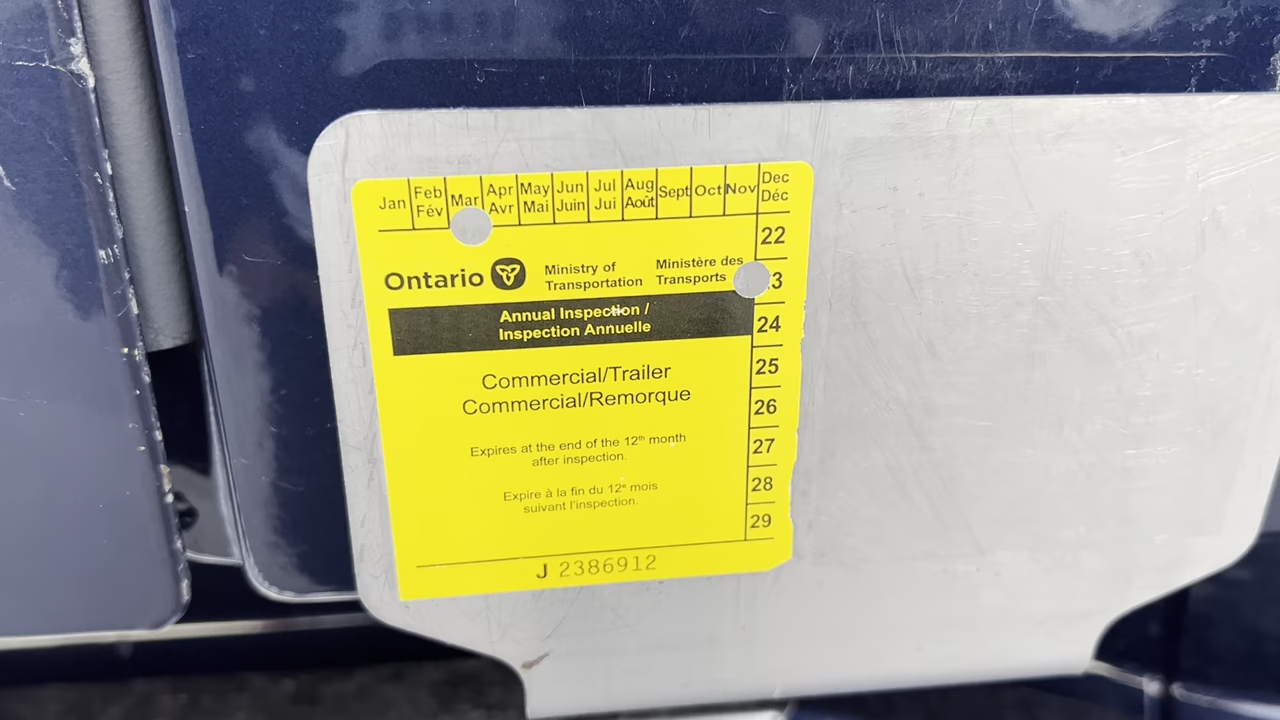 Jan Feb Fév Mar Apr Avr May Mai Jun Juin Jul Jui Aug Août Sept Oct Nov Dec Déc
22
Ontario Ministry of Transportation Ministère des Transports
3
Annual Inspection /
Inspection Annuelle
24
Commercial/Trailer
25
Commercial/Remorque
26
Expires at the end of the 12th month
27
after inspection.
Expire à la fin du 12e mois
28
suivant l'inspection.
29
J 2386912